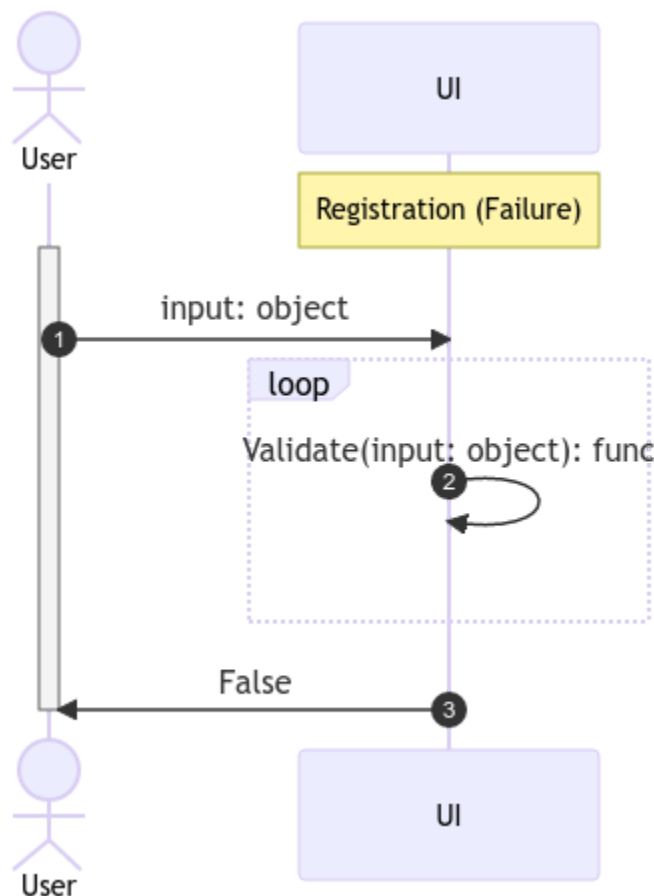 User
UI
Registration (Failure)
1
input: object
loop
Validate(input: object): func
2
False
3
User
UI